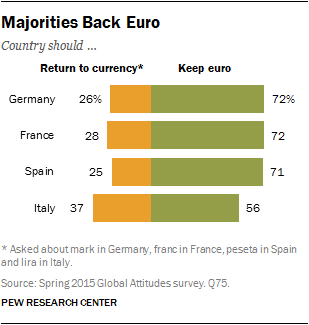 Majorities Back Euro
Country should ...
Return to currency* Keep euro
Germany 26% 72%
France 28 72
Spain 25 71
Italy 37 56
* Asked about mark in Germany, franc in France, peseta in Spain
and lira in Italy.
Source: Spring 2015 Global Attitudes survey. Q75.
PEW RESEARCH CENTER